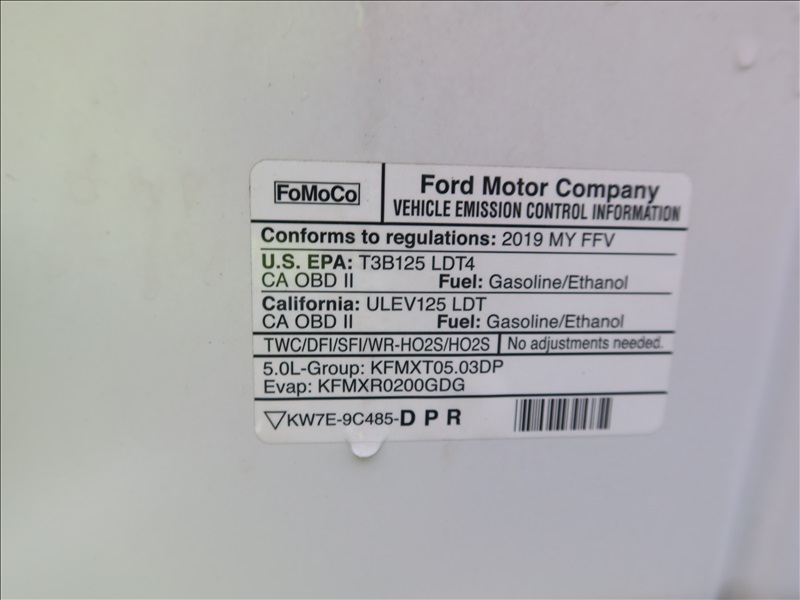 FoMoCo
Ford Motor Company
VEHICLE EMISSION CONTROL INFORMATION
Conforms to regulations: 2019 MY FFV
U.S. EPA: T3B125 LDT4
CA OBD II Fuel: Gasoline/Ethanol
California: ULEV125 LDT
CA OBD II Fuel: Gasoline/Ethanol
TWC/DFI/SFI/WR-HO2S/HO2S No adjustments needed.
5.0L-Group: KFMXT05.03DP
Evap: KFMXR0200GDG
KW7E-9C485-D P R